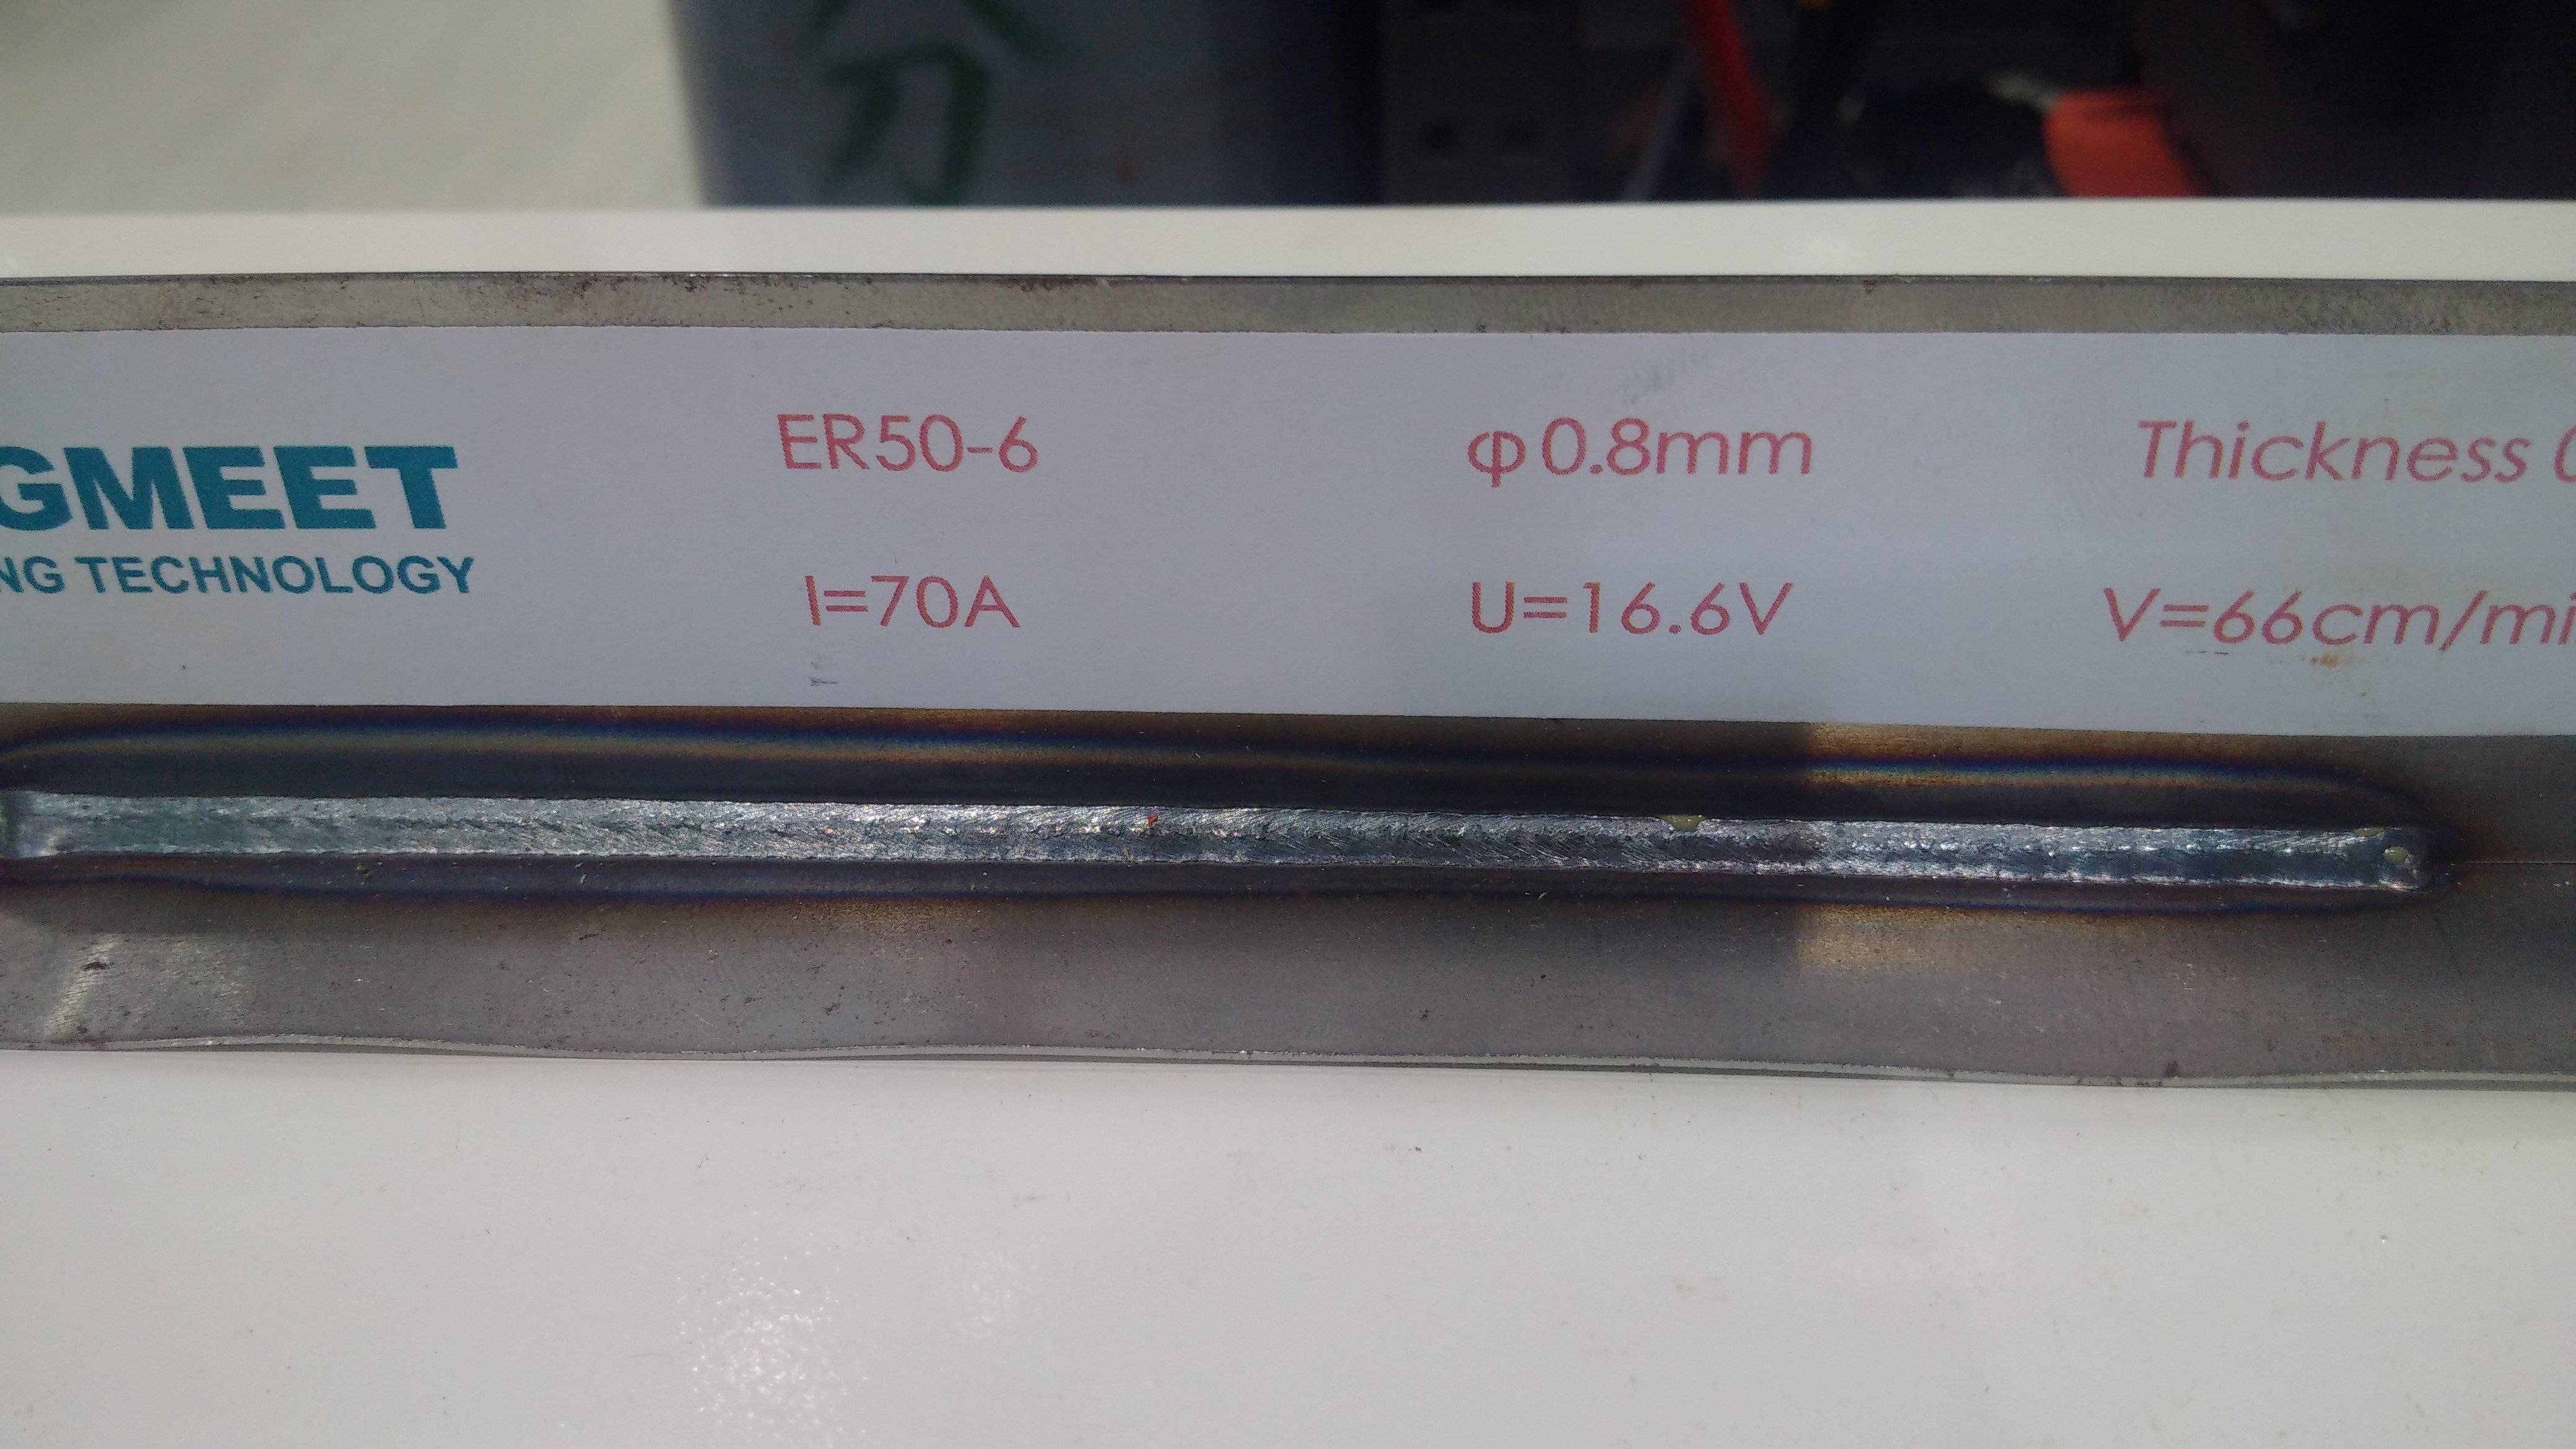 GMEET
NG TECHNOLOGY
ER50-6 φ0.8mm Thickness
I=70A U=16.6V V=66cm/mi